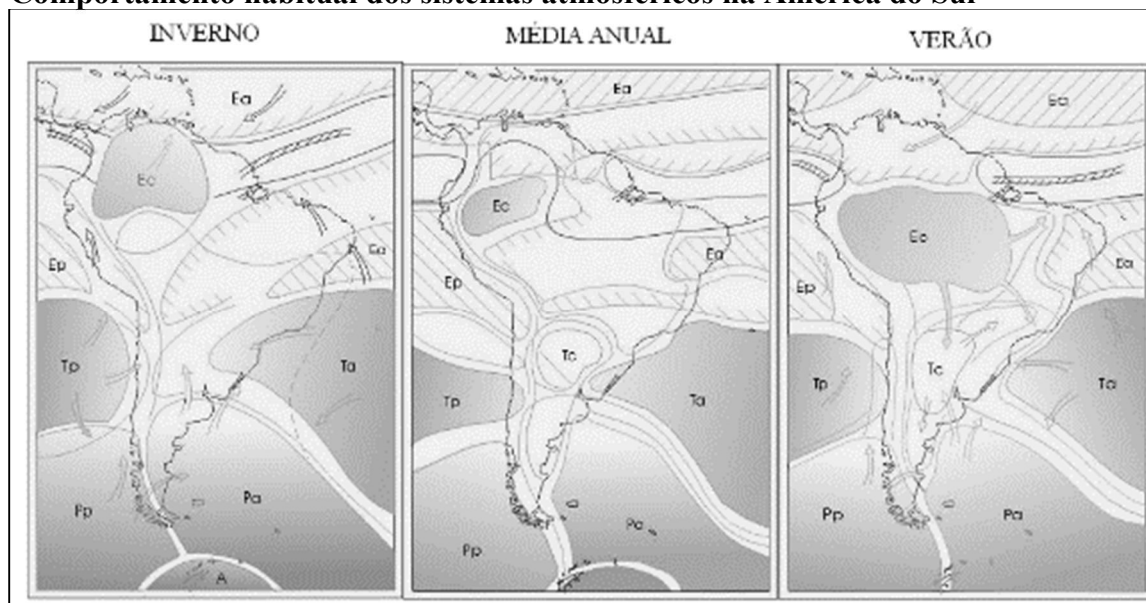 Comportamento habitual dos sistemas atmosféricos na América do Sul
INVERNO
MÉDIA ANUAL
VERÃO
Ea
Ec
Ep
Ea
Tp
Ta
Pp
Pa
A
Ea
Ec
Ep
Ea
Tc
Tp
Ta
Pp
Pa
Ea
Ec
Ep
Ea
Tp
Tc
Ta
Pp
Pa